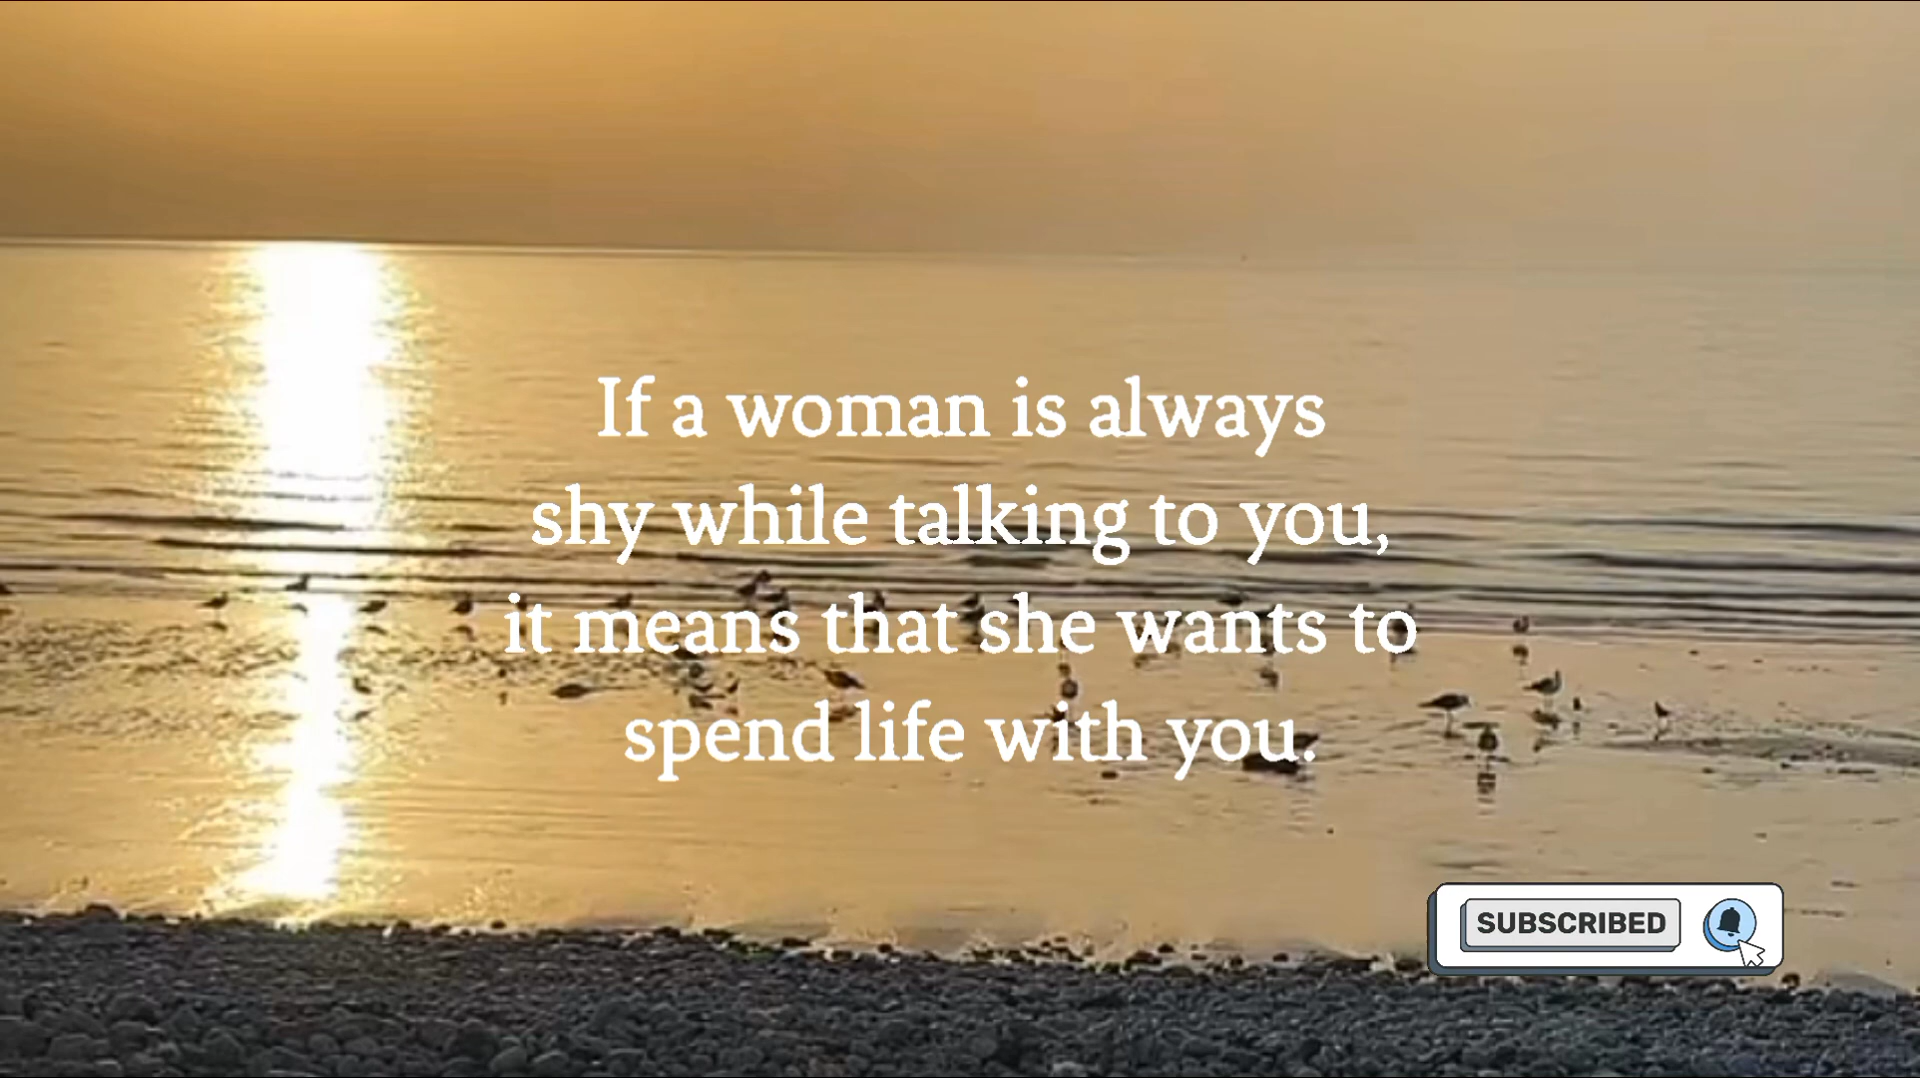 If a woman is always
shy while talking to you,
it means that she wants to
spend life with you.
SUBSCRIBED